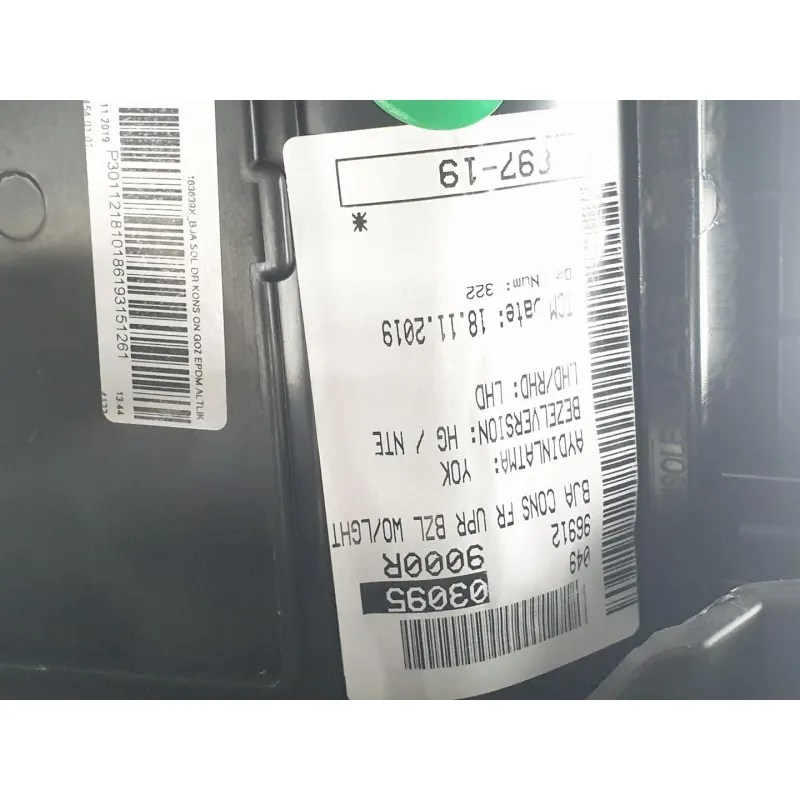 03095
9000R
049
96912
BJA CONS FR UPR BZL WO/LGHT
AYDINLATMA: YOK
BEZELVERSION: HG / NTE
LHD/RHD: LHD
TCM Date: 18.11.2019
Num: 322
*
97-19
11 2019
P301121810186193151261
BJA SOL DR KONS ON GOZ EPDM ALTLIK
13 44